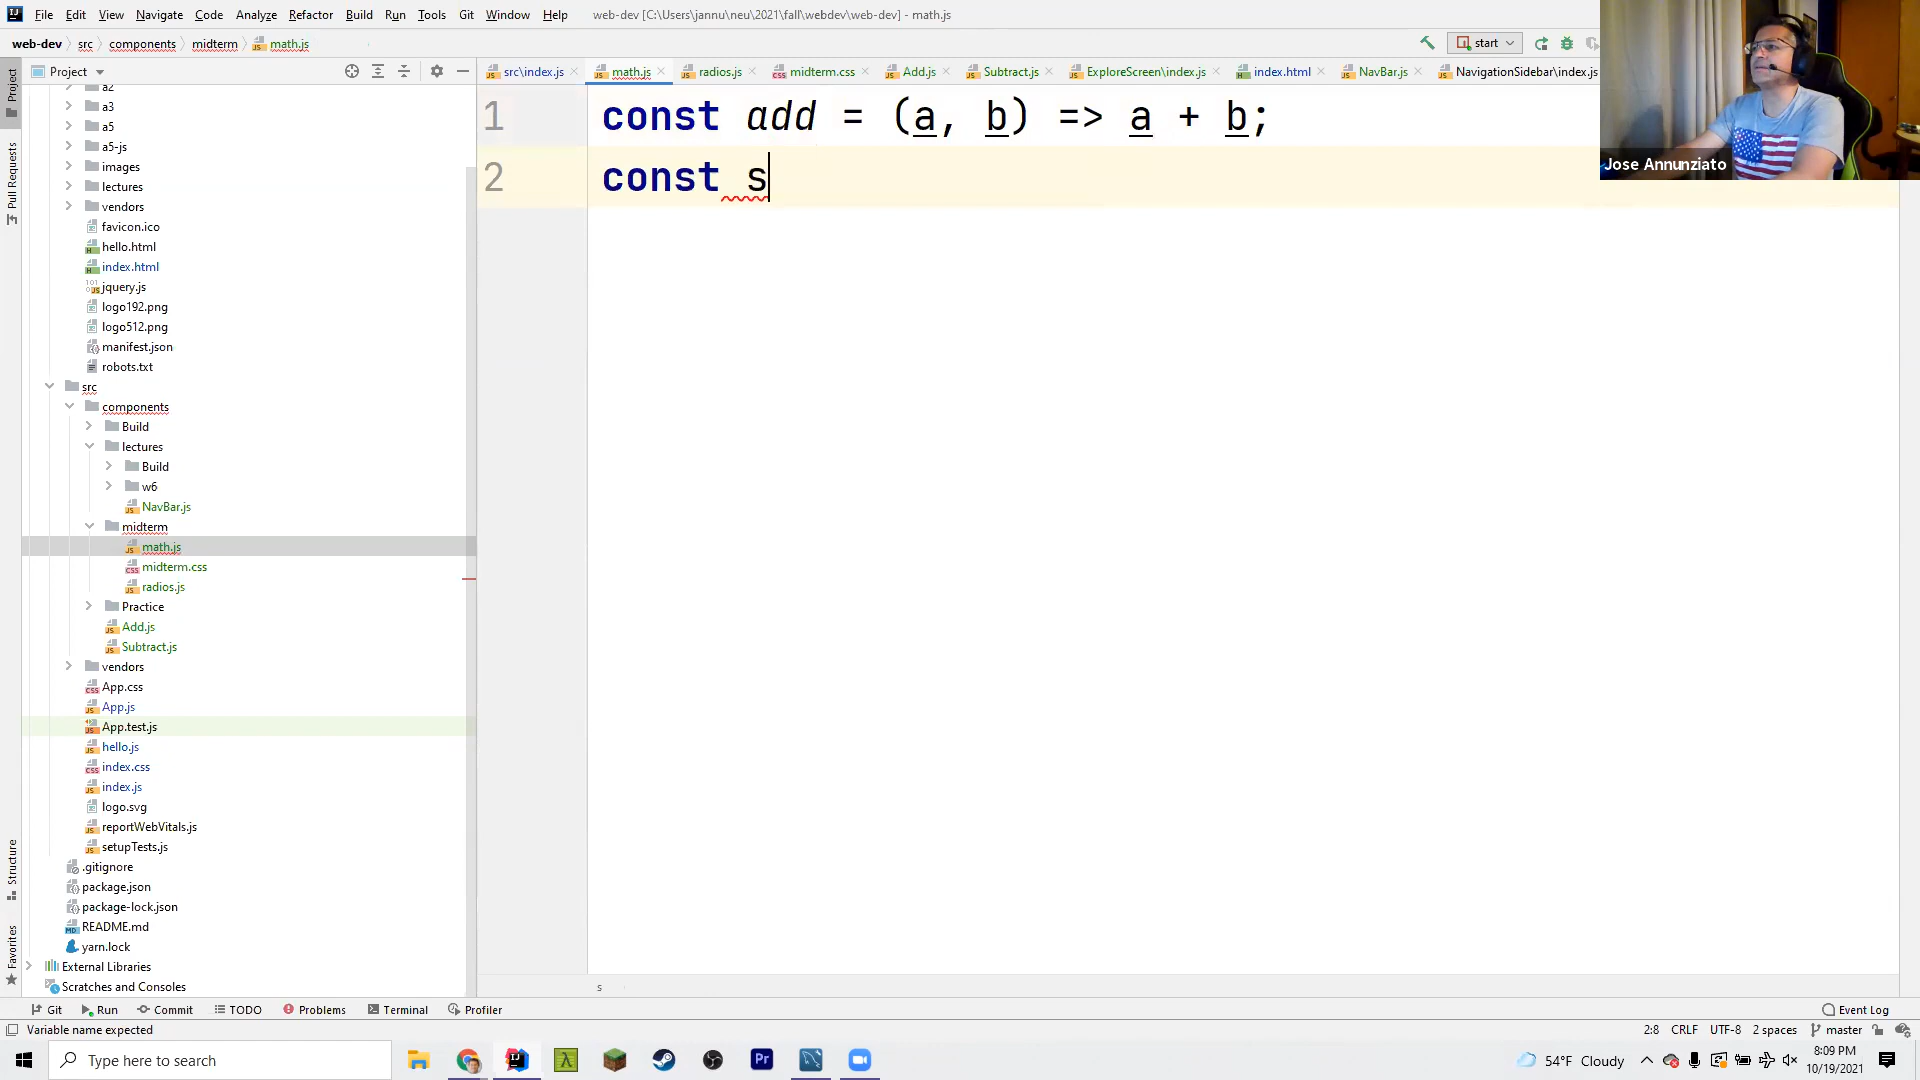 File Edit View Navigate Code Analyze Refactor Build Run Tools Git Window Help web-dev [C:\Users\jannu\neu\2021\fall\webdev\web-dev] - math.js
web-dev src components midterm math.js
start
Project
src\index.js math.js radios.js midterm.css Add.js Subtract.js ExploreScreen\index.js index.html NavBar.js NavigationSidebar\index.js
Project
Pull Requests
Structure
Favorites
a2
a3
a5
a5-js
images
lectures
vendors
favicon.ico
hello.html
index.html
jquery.js
logo192.png
logo512.png
manifest.json
robots.txt
src
components
Build
lectures
Build
w6
NavBar.js
midterm
math.js
midterm.css
radios.js
Practice
Add.js
Subtract.js
vendors
App.css
App.js
App.test.js
hello.js
index.css
index.js
logo.svg
reportWebVitals.js
setupTests.js
.gitignore
package.json
package-lock.json
README.md
yarn.lock
External Libraries
Scratches and Consoles
1 const add = (a, b) => a + b;
2 const s
Jose Annunziato
s
Git Run Commit TODO Problems Terminal Profiler Event Log
Variable name expected 2:8 CRLF UTF-8 2 spaces master
Type here to search
54°F Cloudy
8:09 PM
10/19/2021